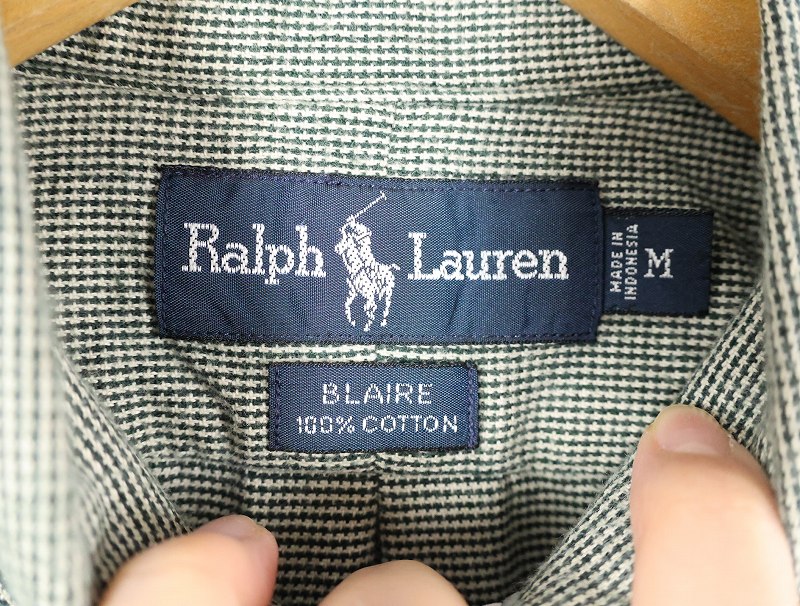 Ralph Lauren
MADE IN
INDONESIA
M
BLAIRE
100% COTTON